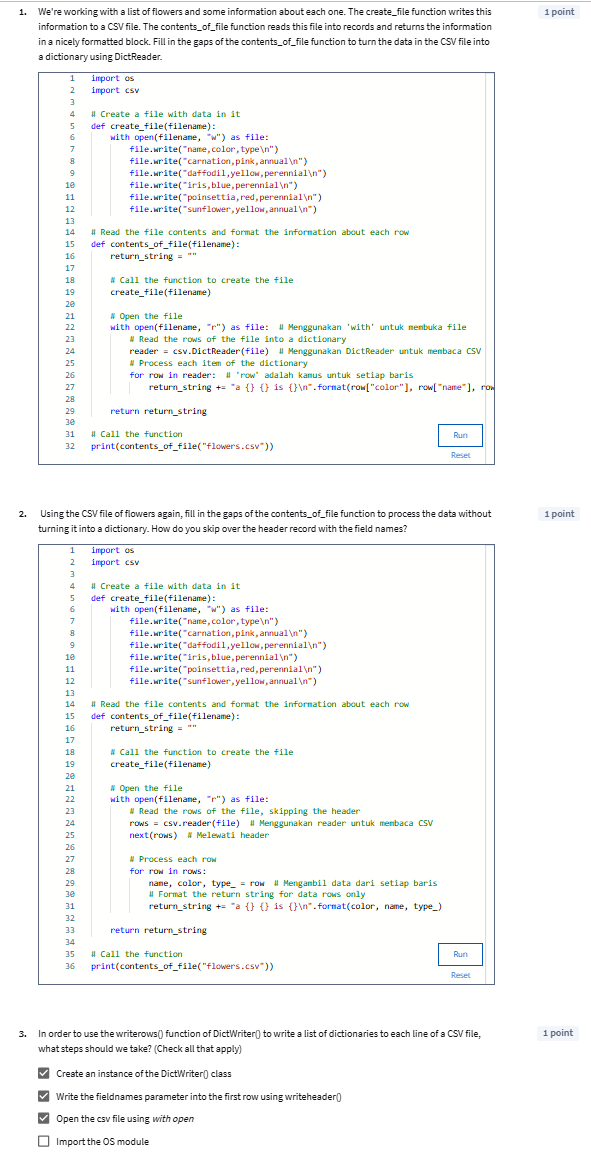 1. We're working with a list of flowers and some information about each one. The create_file function writes this 1 point
information to a CSV file. The contents_of_file function reads this file into records and returns the information
in a nicely formatted block. Fill in the gaps of the contents_of_file function to turn the data in the CSV file into
a dictionary using DictReader.
1 import os
2 import csv
3
4 # Create a file with data in it
5 def create_file(filename):
6 with open(filename, "w") as file:
7 file.write("name,color,type\n")
8 file.write("carnation,pink,annual\n")
9 file.write("daffodil,yellow,perennial\n")
10 file.write("iris,blue,perennial\n")
11 file.write("poinsettia,red,perennial\n")
12 file.write("sunflower,yellow,annual\n")
13
14 # Read the file contents and format the information about each row
15 def contents_of_file(filename):
16 return_string = ""
17
18 # Call the function to create the file
19 create_file(filename)
20
21 # Open the file
22 with open(filename, "r") as file: # Menggunakan 'with' untuk membuka file
23 # Read the rows of the file into a dictionary
24 reader = csv.DictReader(file) # Menggunakan DictReader untuk membaca CSV
25 # Process each item of the dictionary
26 for row in reader: # 'row' adalah kamus untuk setiap baris
27 return_string += "a {} {} is {}\n".format(row["color"], row["name"], row
28
29 return return_string
30
31 # Call the function
32 print(contents_of_file("flowers.csv"))
Run
Reset
2. Using the CSV file of flowers again, fill in the gaps of the contents_of_file function to process the data without 1 point
turning it into a dictionary. How do you skip over the header record with the field names?
1 import os
2 import csv
3
4 # Create a file with data in it
5 def create_file(filename):
6 with open(filename, "w") as file:
7 file.write("name,color,type\n")
8 file.write("carnation,pink,annual\n")
9 file.write("daffodil,yellow,perennial\n")
10 file.write("iris,blue,perennial\n")
11 file.write("poinsettia,red,perennial\n")
12 file.write("sunflower,yellow,annual\n")
13
14 # Read the file contents and format the information about each row
15 def contents_of_file(filename):
16 return_string = ""
17
18 # Call the function to create the file
19 create_file(filename)
20
21 # Open the file
22 with open(filename, "r") as file:
23 # Read the rows of the file, skipping the header
24 rows = csv.reader(file) # Menggunakan reader untuk membaca CSV
25 next(rows) # Melewati header
26
27 # Process each row
28 for row in rows:
29 name, color, type_ = row # Mengambil data dari setiap baris
30 # Format the return string for data rows only
31 return_string += "a {} {} is {}\n".format(color, name, type_)
32
33 return return_string
34
35 # Call the function
36 print(contents_of_file("flowers.csv"))
Run
Reset
3. In order to use the writerows() function of DictWriter() to write a list of dictionaries to each line of a CSV file, 1 point
what steps should we take? (Check all that apply)
Create an instance of the DictWriter() class
Write the fieldnames parameter into the first row using writeheader()
Open the csv file using with open
Import the OS module